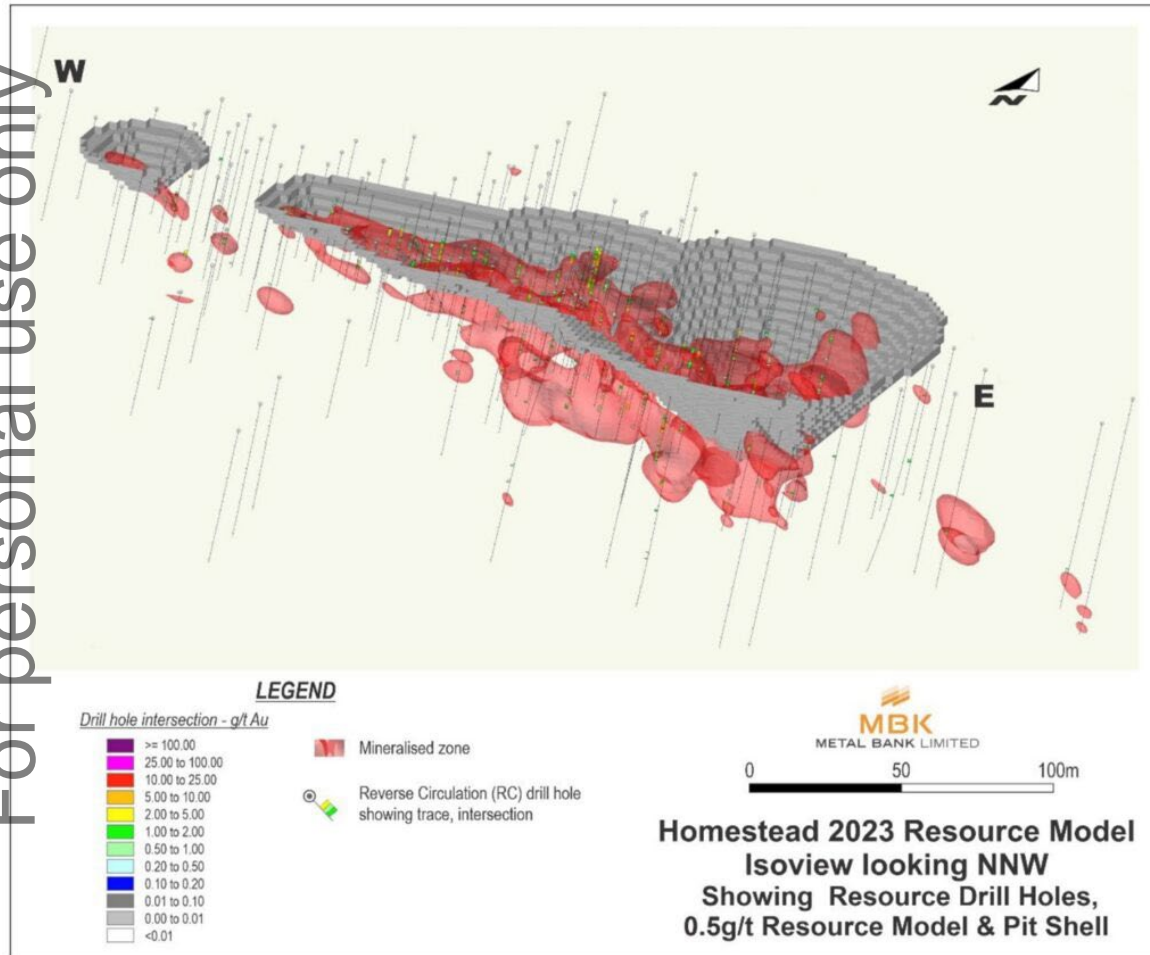 For personal use only
W
N
E
LEGEND
Drill hole intersection - g/t Au
>= 100.00
25.00 to 100.00
10.00 to 25.00
5.00 to 10.00
2.00 to 5.00
1.00 to 2.00
0.50 to 1.00
0.20 to 0.50
0.10 to 0.20
0.01 to 0.10
0.00 to 0.01
<0.01
Mineralised zone
Reverse Circulation (RC) drill hole
showing trace, intersection
MBK
METAL BANK LIMITED
0 50 100m
Homestead 2023 Resource Model
Isoview looking NNW
Showing Resource Drill Holes,
0.5g/t Resource Model & Pit Shell